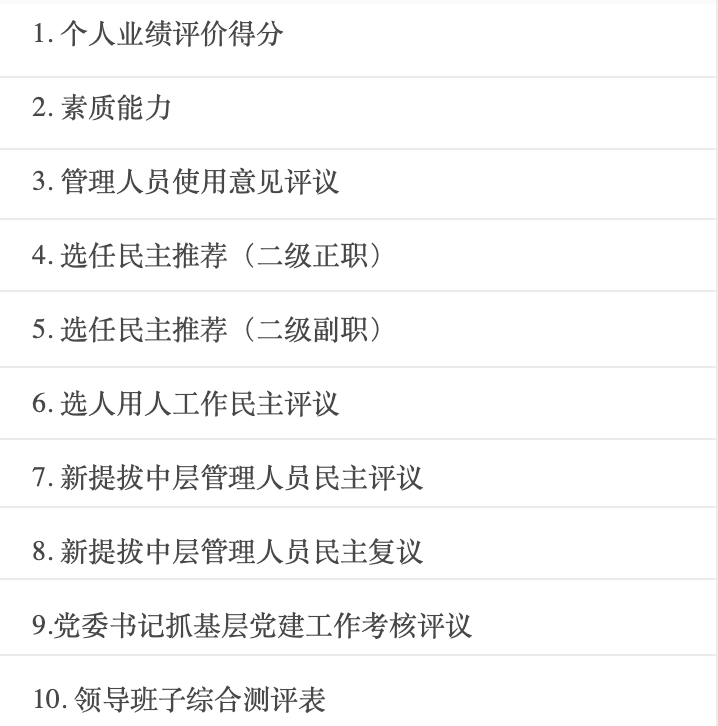 1. 个人业绩评价得分
2. 素质能力
3. 管理人员使用意见评议
4. 选任民主推荐（二级正职）
5. 选任民主推荐（二级副职）
6. 选人用人工作民主评议
7. 新提拔中层管理人员民主评议
8. 新提拔中层管理人员民主复议
9.党委书记抓基层党建工作考核评议
10. 领导班子综合测评表